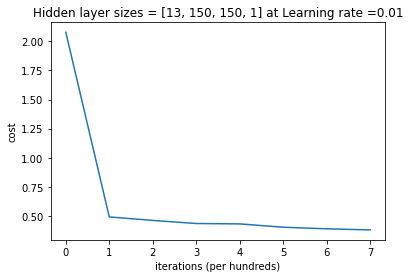 Hidden layer sizes = [13, 150, 150, 1] at Learning rate =0.01
2.00
1.75
1.50
1.25
1.00
0.75
0.50
cost
0 1 2 3 4 5 6 7
iterations (per hundreds)